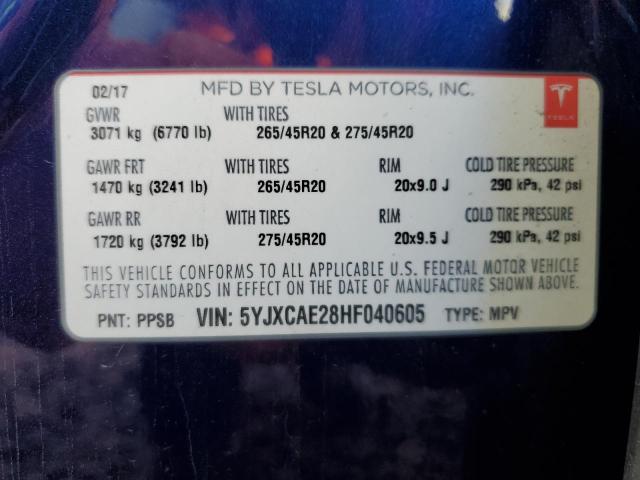 02/17 MFD BY TESLA MOTORS, INC.
GVWR WITH TIRES
3071 kg (6770 lb) 265/45R20 & 275/45R20
TESLA
GAWR FRT WITH TIRES RIM COLD TIRE PRESSURE
1470 kg (3241 lb) 265/45R20 20x9.0 J 290 kPa, 42 psi
GAWR RR WITH TIRES RIM COLD TIRE PRESSURE
1720 kg (3792 lb) 275/45R20 20x9.5 J 290 kPa, 42 psi
THIS VEHICLE CONFORMS TO ALL APPLICABLE U.S. FEDERAL MOTOR VEHICLE
SAFETY STANDARDS IN EFFECT ON THE DATE OF MANUFACTURE SHOWN ABOVE.
PNT: PPSB VIN: 5YJXCAE28HF040605 TYPE: MPV